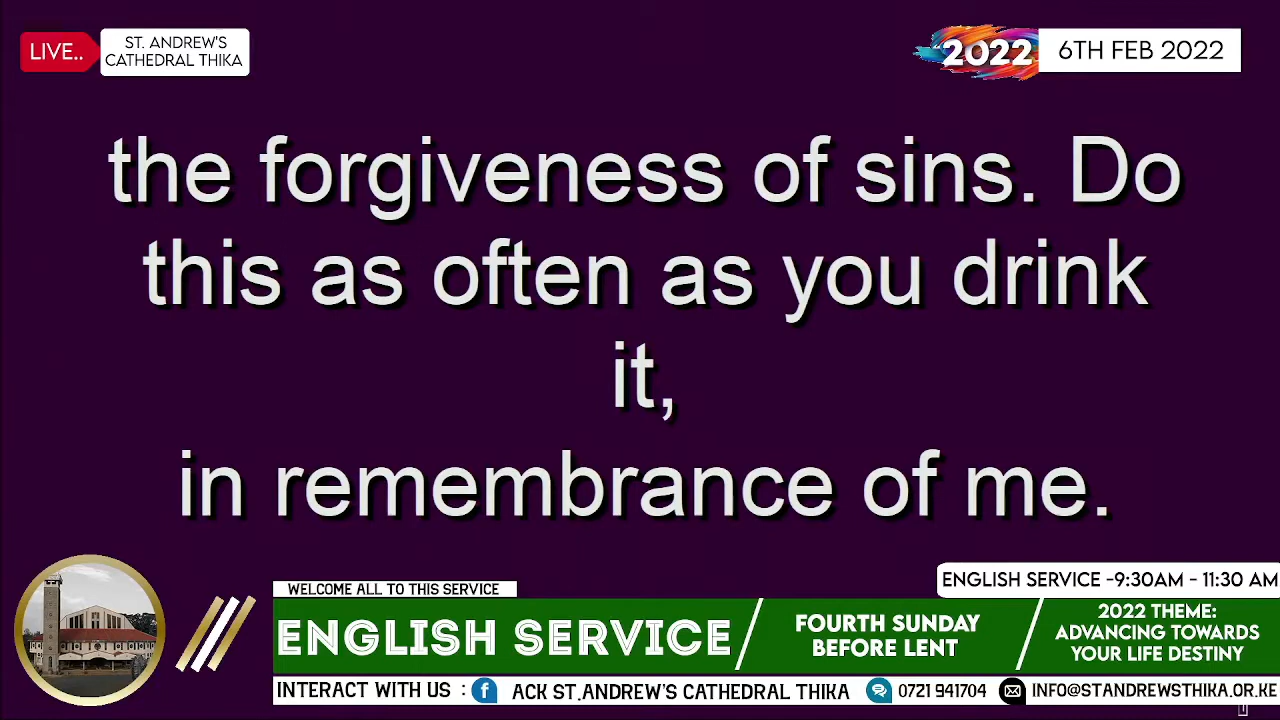 LIVE..
ST. ANDREW'S
CATHEDRAL THIKA
2022
6TH FEB 2022
the forgiveness of sins. Do
this as often as you drink
it,
in remembrance of me.
ENGLISH SERVICE -9:30AM - 11:30 AM
WELCOME ALL TO THIS SERVICE
ENGLISH SERVICE
FOURTH SUNDAY
BEFORE LENT
2022 THEME:
ADVANCING TOWARDS
YOUR LIFE DESTINY
INTERACT WITH US : f ACK ST.ANDREW'S CATHEDRAL THIKA 0721 941704 INFO@STANDREWSTHIKA.OR.KE